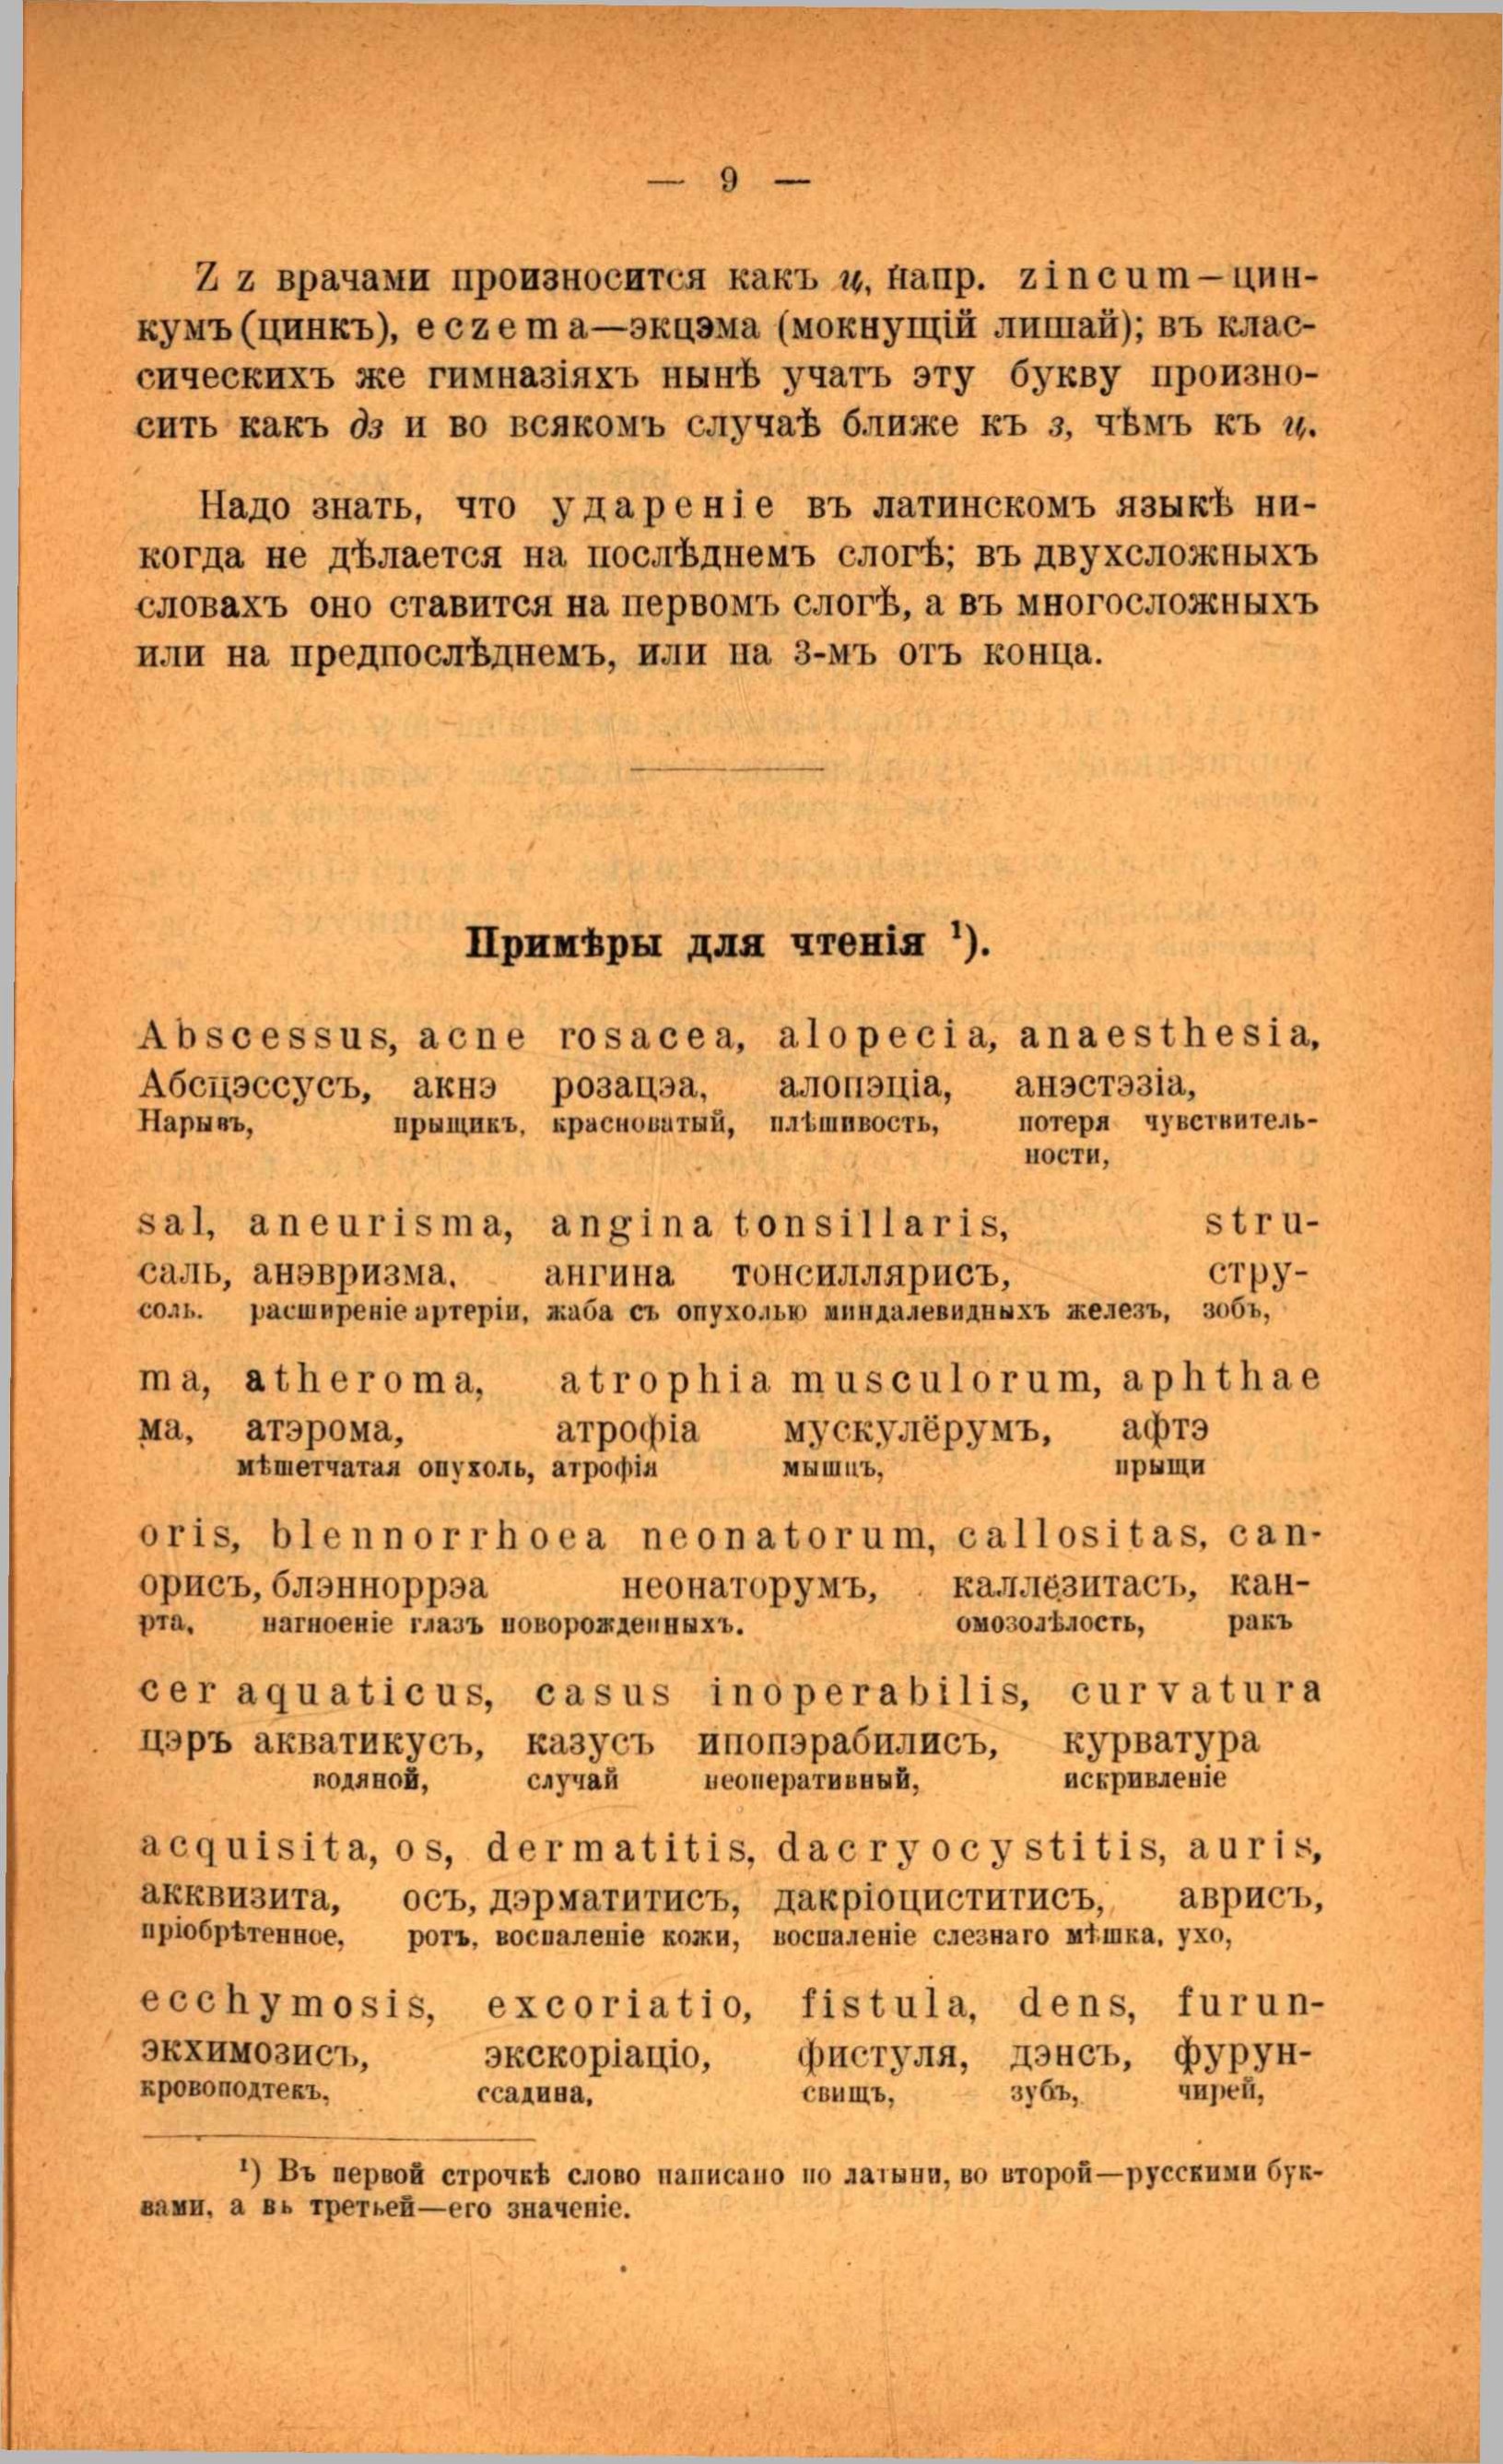 — 9 —
Z z врачами произносится какъ ц, напр. zincum—цин-
кумъ (цинкъ), eczema—экцэма (мокнущій лишай); въ клас-
сическихъ же гимназіяхъ нынѣ учатъ эту букву произно-
сить какъ дз и во всякомъ случаѣ ближе къ з, чѣмъ къ ц.
Надо знать, что удареніе въ латинскомъ языкѣ ни-
когда не дѣлается на послѣднемъ слогѣ; въ двухсложныхъ
словахъ оно ставится на первомъ слогѣ, а въ многосложныхъ
или на предпослѣднемъ, или на 3-мъ отъ конца.
Примѣры для чтенія ¹).
Abscessus, acne rosacea, alopecia, anaesthesia,
Абсцэссусъ, акнэ розацэа, алопэціа, анэстэзіа,
Нарывъ, прыщикъ, красноватый, плѣшивость, потеря чувствитель-
ности,
sal, aneurisma, angina tonsillaris, stru-
саль, анэвризма, ангина тонсиллярисъ, стру-
соль. расширеніе артеріи, жаба съ опухолью миндалевидныхъ железъ, зобъ,
ma, atheroma, atrophia musculorum, aphthae
ма, атэрома, атрофіа мускулёрумъ, афтэ
мѣшетчатая опухоль, атрофія мышцъ, прыщи
oris, blennorrhoea neonatorum, callositas, can-
орисъ, блэнноррэа неонаторумъ, каллёзитасъ, кан-
рта, нагноеніе глазъ новорожденныхъ. омозолѣлость, ракъ
cer aquaticus, casus inoperabilis, curvatura
цэръ акватикусъ, казусъ инопэрабилисъ, курватура
водяной, случай неоперативный, искривленіе
acquisita, os, dermatitis, dacryocystitis, auris,
акквизита, осъ, дэрматитисъ, дакріоциститисъ, аврисъ,
пріобрѣтенное, ротъ, воспаленіе кожи, воспаленіе слезнаго мѣшка, ухо,
ecchymosis, excoriatio, fistula, dens, furun-
экхимозисъ, экскоріаціо, фистуля, дэнсъ, фурун-
кровоподтекъ, ссадина, свищъ, зубъ, чирей,
¹) Въ первой строчкѣ слово написано по латыни, во второй—русскими бук-
вами, а въ третьей—его значеніе.